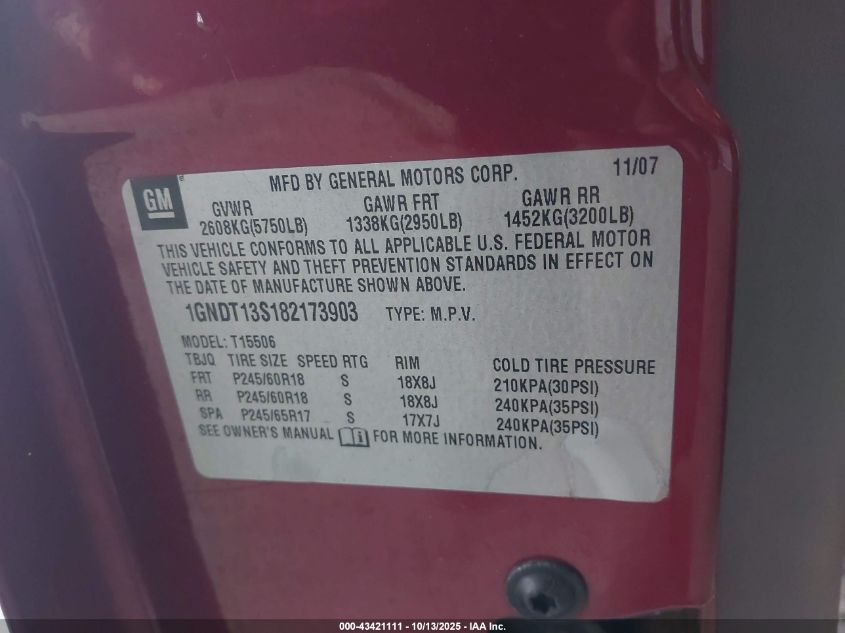 GM
MFD BY GENERAL MOTORS CORP. 11/07
GVWR GAWR FRT GAWR RR
2608KG(5750LB) 1338KG(2950LB) 1452KG(3200LB)
THIS VEHICLE CONFORMS TO ALL APPLICABLE U.S. FEDERAL MOTOR
VEHICLE SAFETY AND THEFT PREVENTION STANDARDS IN EFFECT ON
THE DATE OF MANUFACTURE SHOWN ABOVE.
1GNDT13S182173903 TYPE: M.P.V.
MODEL: T15506
TBJQ TIRE SIZE SPEED RTG RIM COLD TIRE PRESSURE
FRT P245/60R18 S 18X8J 210KPA(30PSI)
RR P245/60R18 S 18X8J 240KPA(35PSI)
SPA P245/65R17 S 17X7J 240KPA(35PSI)
SEE OWNER'S MANUAL i FOR MORE INFORMATION.
000-43421111 - 10/13/2025 - IAA Inc.